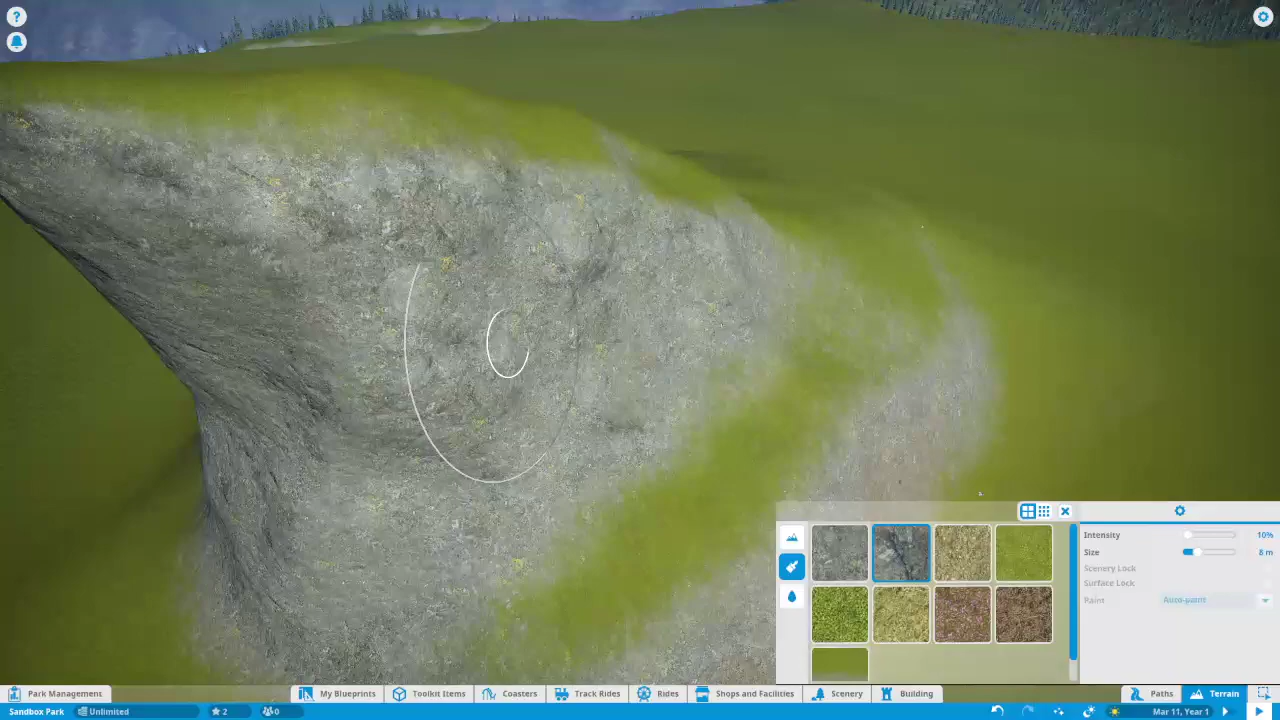 ?
Intensity 10%
Size 8 m
Scenery Lock
Surface Lock
Paint Auto-paint
Park Management My Blueprints Toolkit Items Coasters Track Rides Rides Shops and Facilities Scenery Building Paths Terrain
Sandbox Park Unlimited 2 0 Mar 11, Year 1